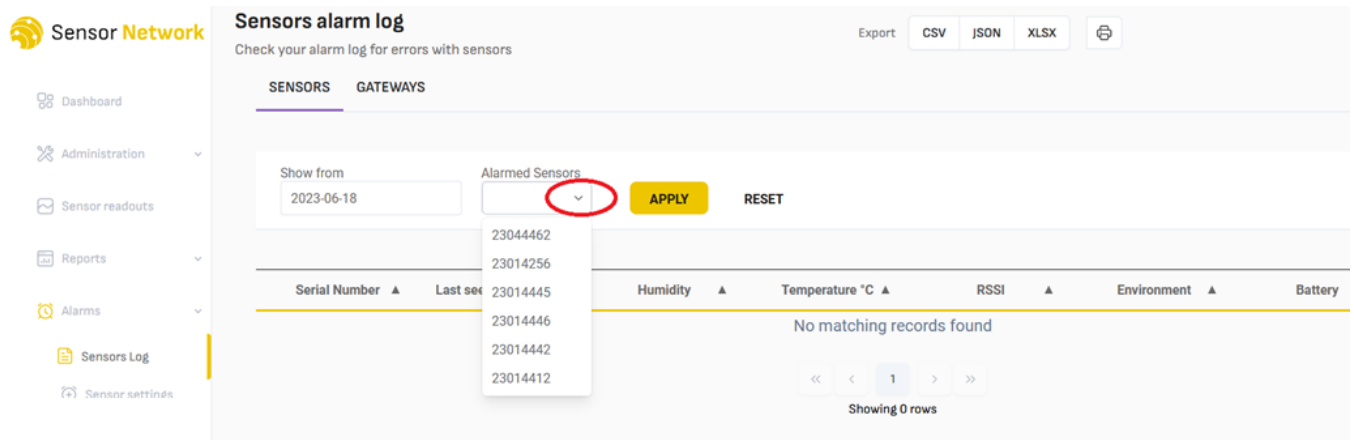 Sensor Network
Dashboard
Administration
Sensor readouts
Reports
Alarms
Sensors Log
Sensor settings
Sensors alarm log
Check your alarm log for errors with sensors
Export CSV JSON XLSX
SENSORS GATEWAYS
Show from Alarmed Sensors
2023-06-18 APPLY RESET
23044462
23014256
23014445
23014446
23014442
23014412
Serial Number ▲ Last see Humidity ▲ Temperature °C ▲ RSSI ▲ Environment ▲ Battery
No matching records found
« < 1 > »
Showing 0 rows